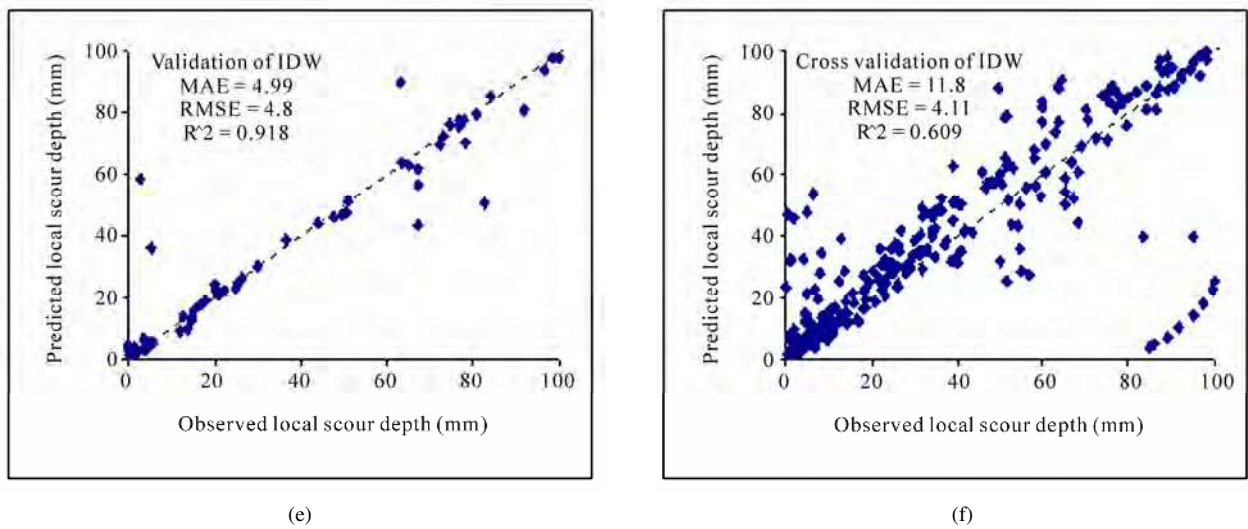 Validation of IDW
MAE = 4.99
RMSE = 4.8
R^2 = 0.918
Predicted local scour depth (mm)
100
80
60
40
20
0
0 20 40 60 80 100
Observed local scour depth (mm)
(e)
Cross validation of IDW
MAE = 11.8
RMSE = 4.11
R^2 = 0.609
Predicted local scour depth (mm)
100
80
60
40
20
0
0 20 40 60 80 100
Observed local scour depth (mm)
(f)